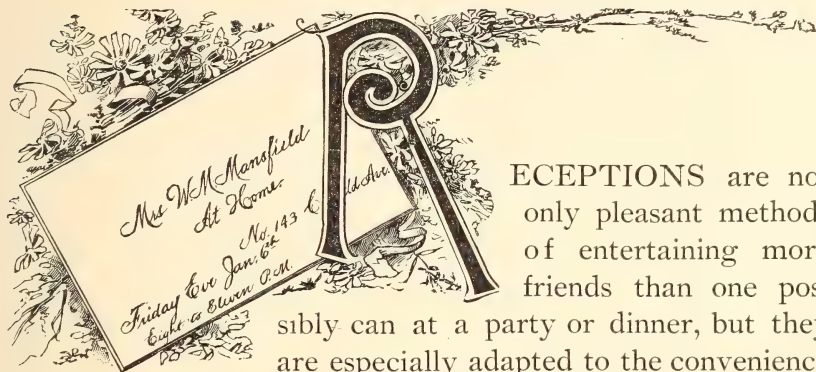 Mrs W M Mansfield
At Home.
No. 143
Friday Eve Jan. 6th
Eight to Eleven P.M.
RECEPTIONS are no
only pleasant method
of entertaining mor
friends than one pos
sibly can at a party or dinner, but they
are especially adapted to the convenienc